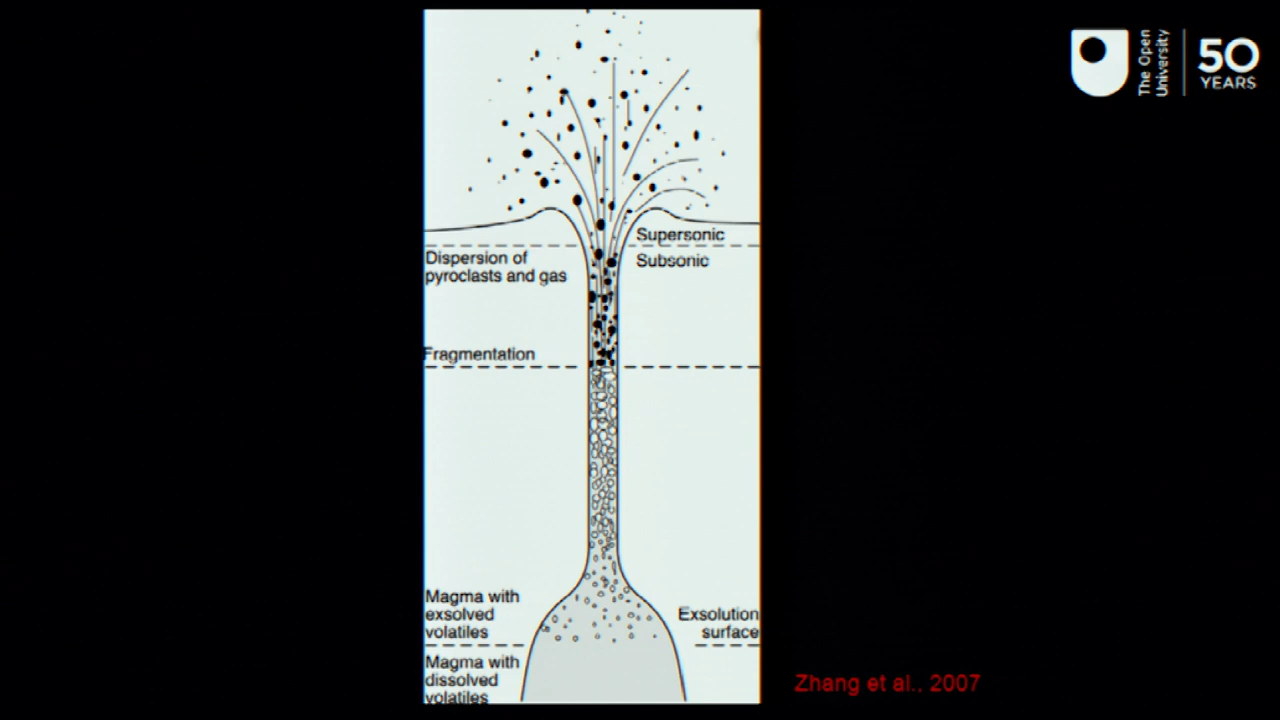 The Open
University
50
YEARS
Supersonic
Dispersion of
pyroclasts and gas
Subsonic
Fragmentation
Magma with
exsolved
volatiles
Exsolution
surface
Magma with
dissolved
volatiles
Zhang et al., 2007